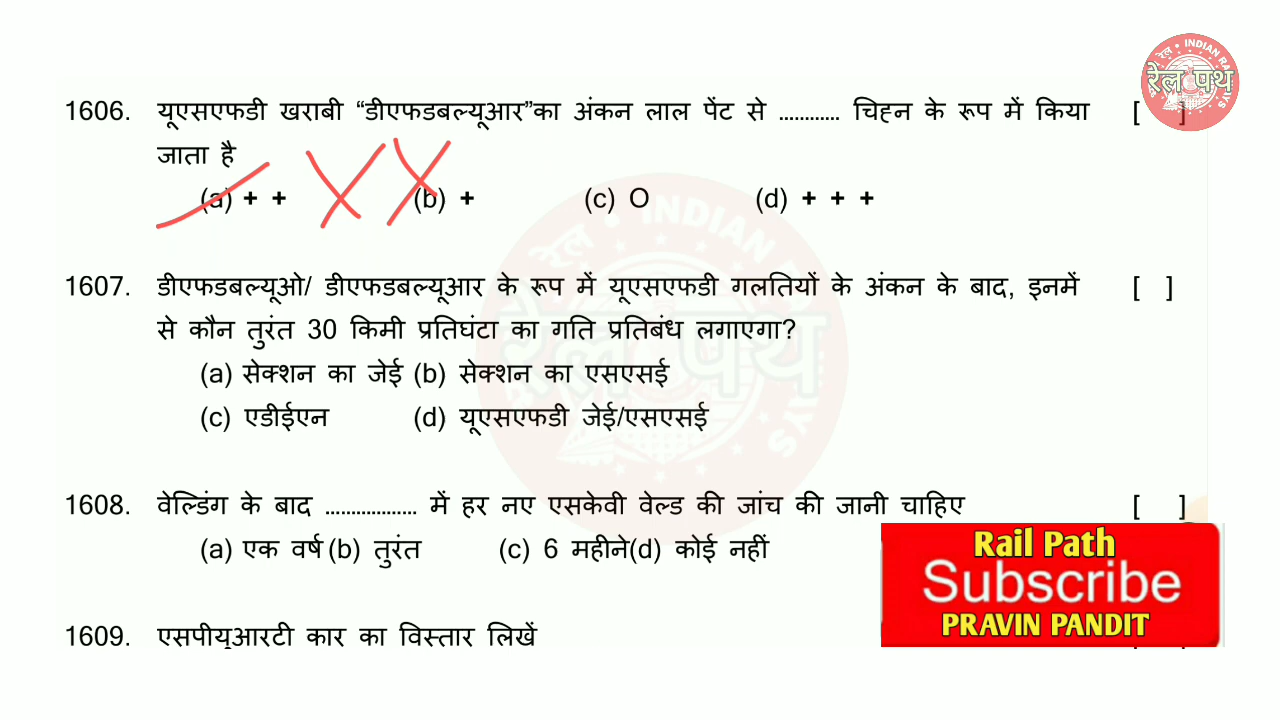 INDIAN RAILWAYS
रेल पथ
1606. यूएसएफडी खराबी “डीएफडबल्यूआर”का अंकन लाल पेंट से ............ चिह्न के रूप में किया [ ]
जाता है
(a) + + (b) + (c) O (d) + + +
1607. डीएफडबल्यूओ/ डीएफडबल्यूआर के रूप में यूएसएफडी गलतियों के अंकन के बाद, इनमें [ ]
से कौन तुरंत 30 किमी प्रतिघंटा का गति प्रतिबंध लगाएगा?
(a) सेक्शन का जेई (b) सेक्शन का एसएसई
(c) एडीईएन (d) यूएसएफडी जेई/एसएसई
1608. वेल्डिंग के बाद .................. में हर नए एसकेवी वेल्ड की जांच की जानी चाहिए [ ]
(a) एक वर्ष (b) तुरंत (c) 6 महीने(d) कोई नहीं
1609. एसपीयूआरटी कार का विस्तार लिखें
Rail Path
Subscribe
PRAVIN PANDIT